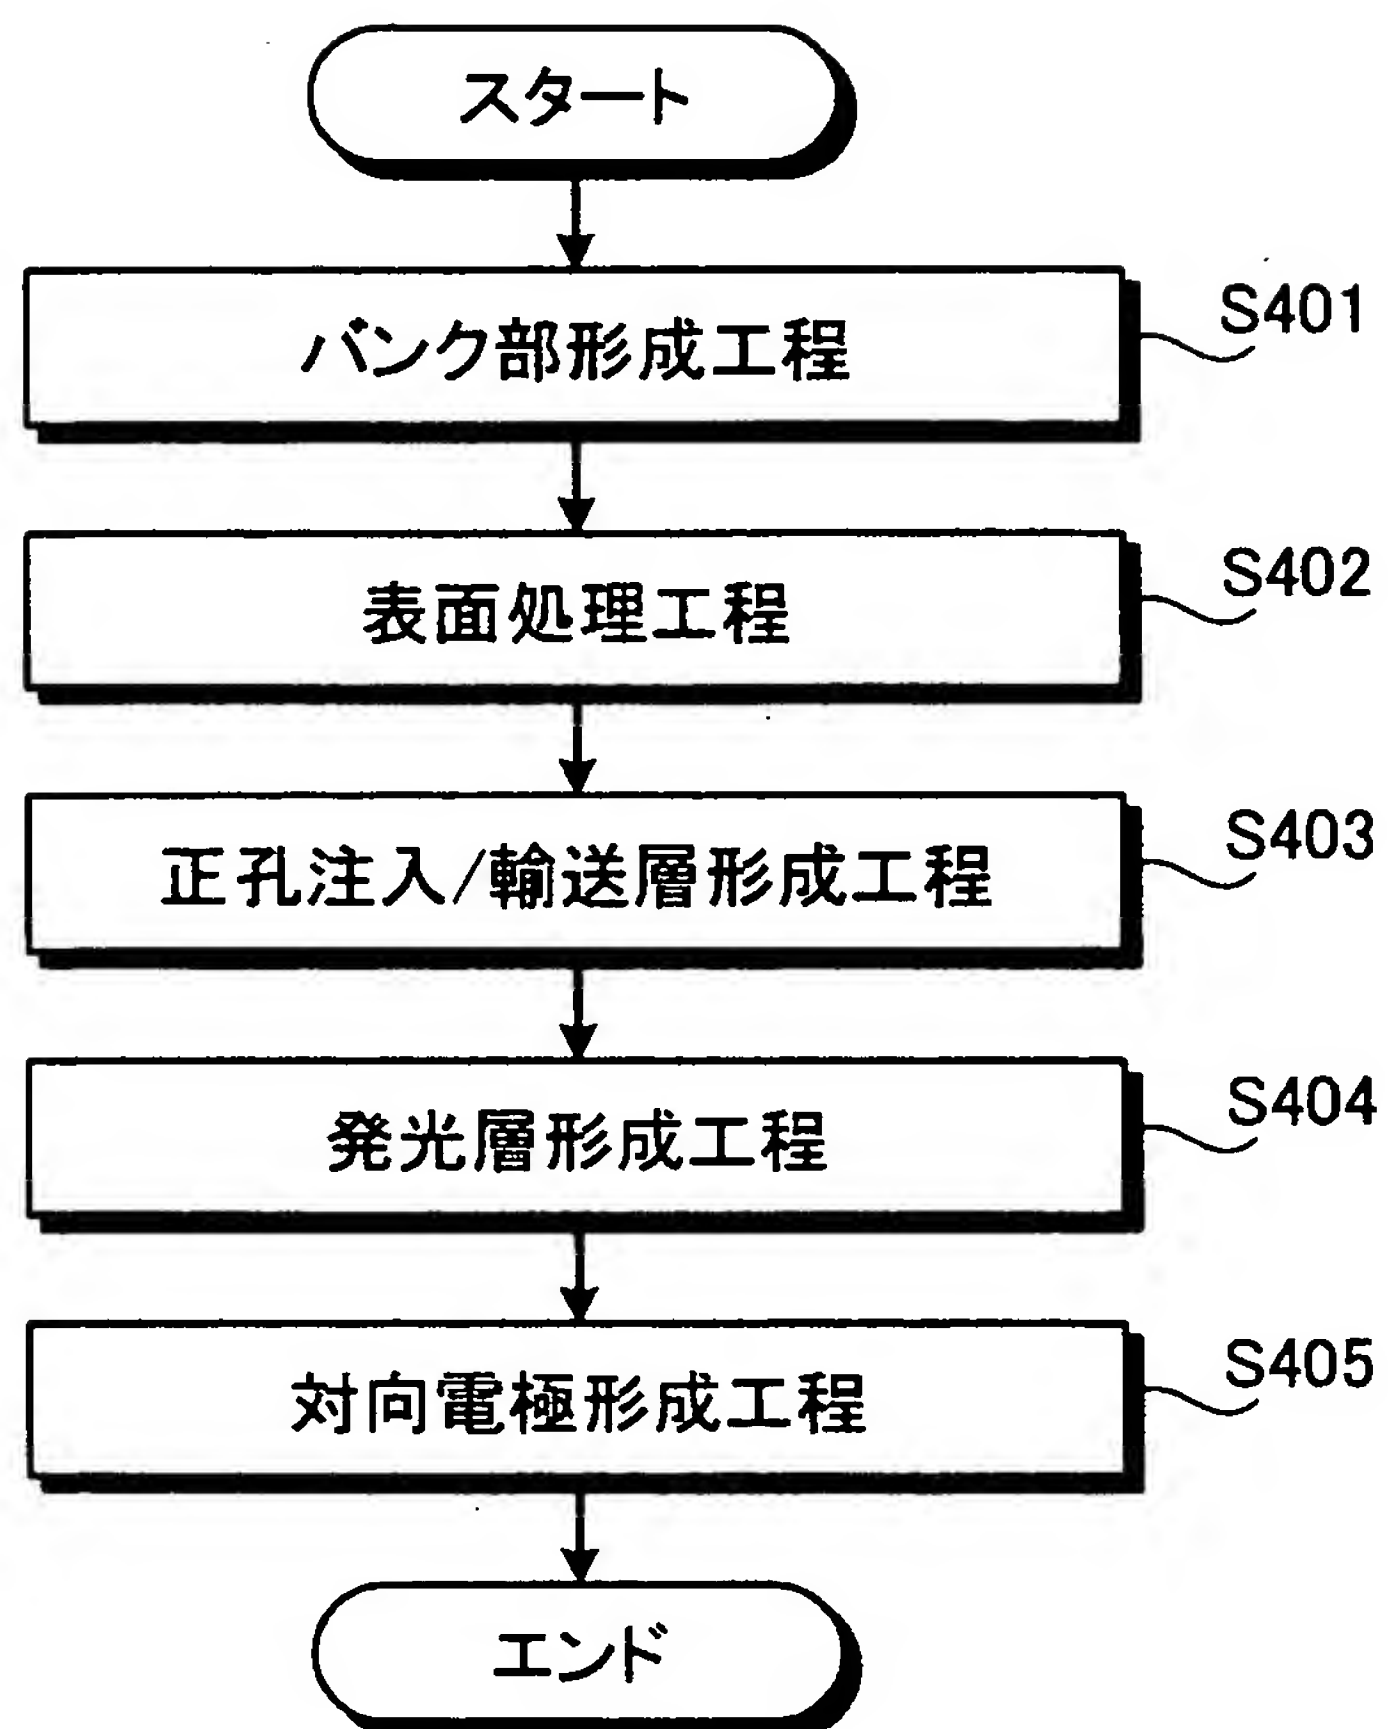 スタート
バンク部形成工程
S401
表面処理工程
S402
正孔注入/輸送層形成工程
S403
発光層形成工程
S404
対向電極形成工程
S405
エンド